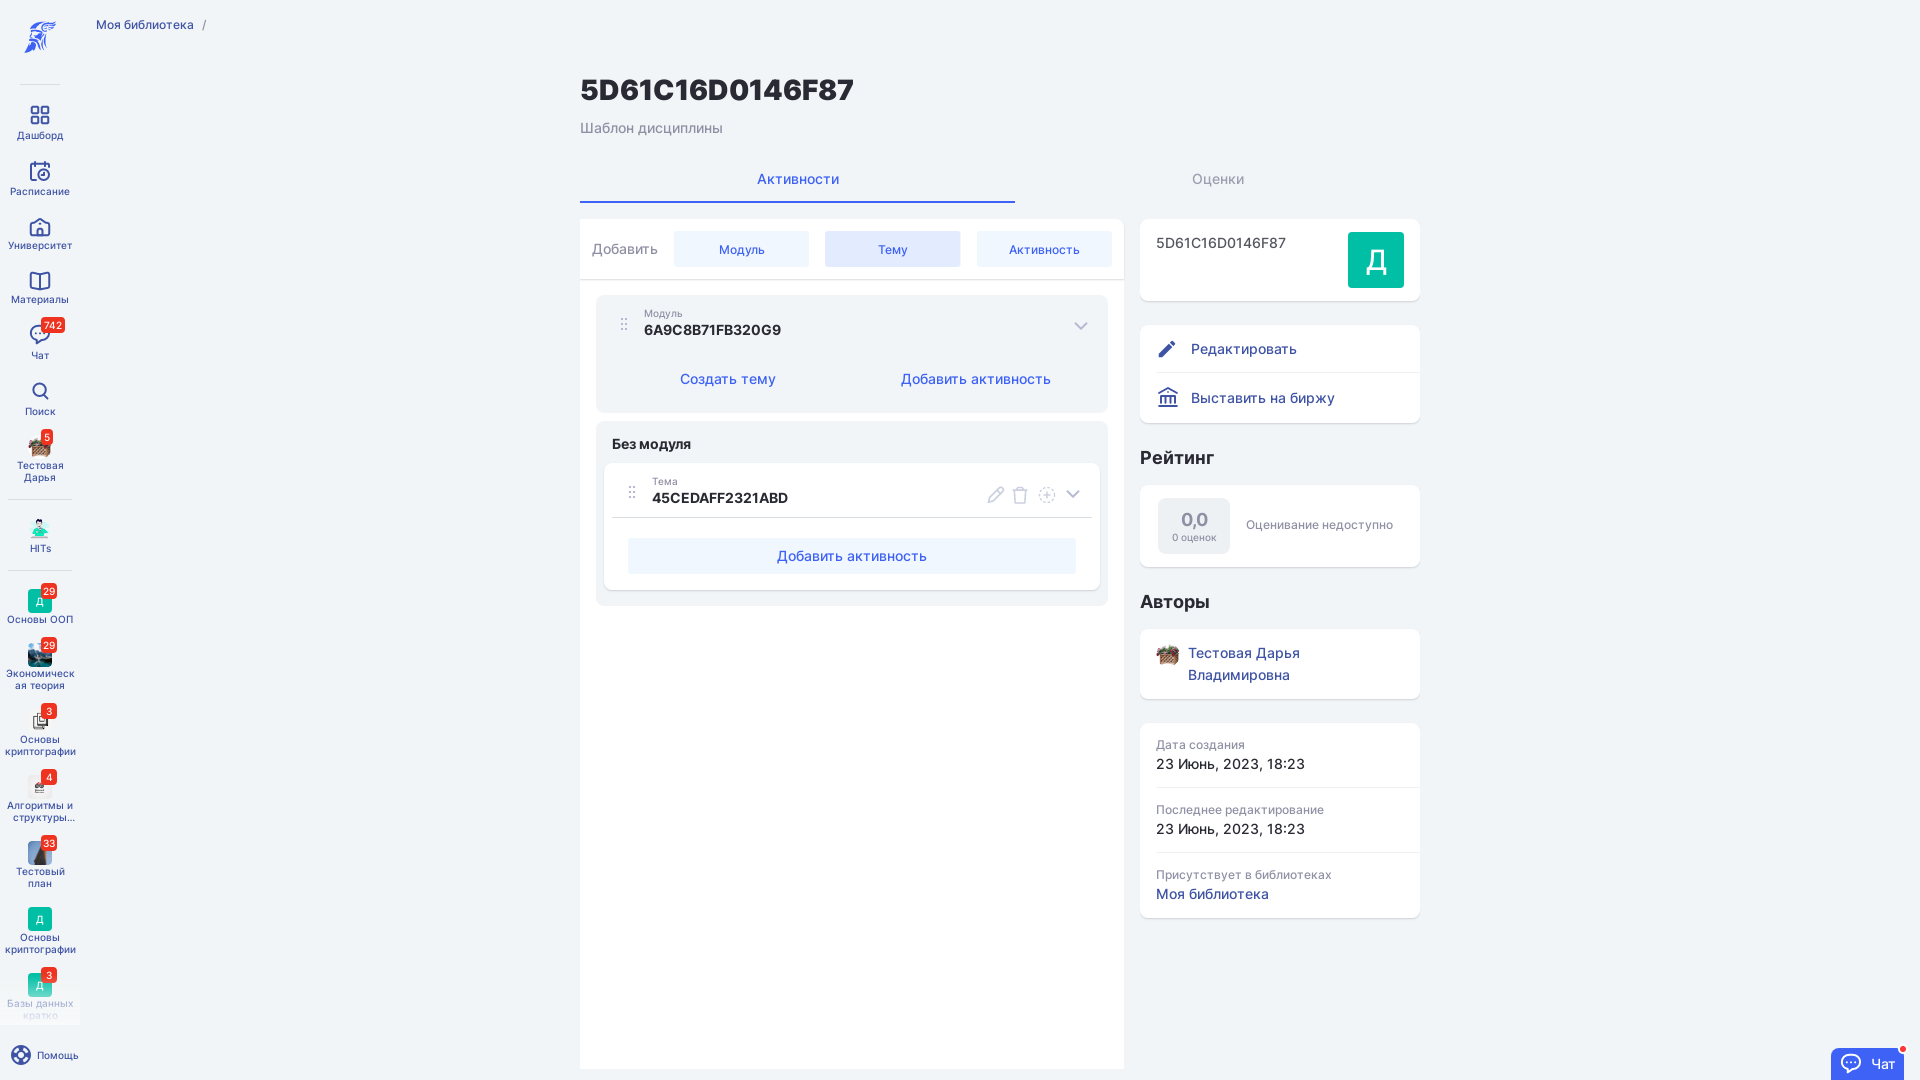 Моя библиотека /
Дашборд
Расписание
Университет
Материалы
742
Чат
Поиск
5
Тестовая
Дарья
HITs
29
Д
Основы ООП
29
Экономическ
ая теория
3
Основы
криптографии
4
Алгоритмы и
структуры...
33
Тестовый
план
Д
Основы
криптографии
3
Д
Базы данных
кратко
Помощь
5D61C16D0146F87
Шаблон дисциплины
Активности
Оценки
Добавить
Модуль
Тему
Активность
Модуль
6A9C8B71FB320G9
Создать тему
Добавить активность
Без модуля
Тема
45CEDAFF2321ABD
Добавить активность
5D61C16D0146F87
Д
Редактировать
Выставить на биржу
Рейтинг
0,0
0 оценок
Оценивание недоступно
Авторы
Тестовая Дарья
Владимировна
Дата создания
23 Июнь, 2023, 18:23
Последнее редактирование
23 Июнь, 2023, 18:23
Присутствует в библиотеках
Моя библиотека
Чат